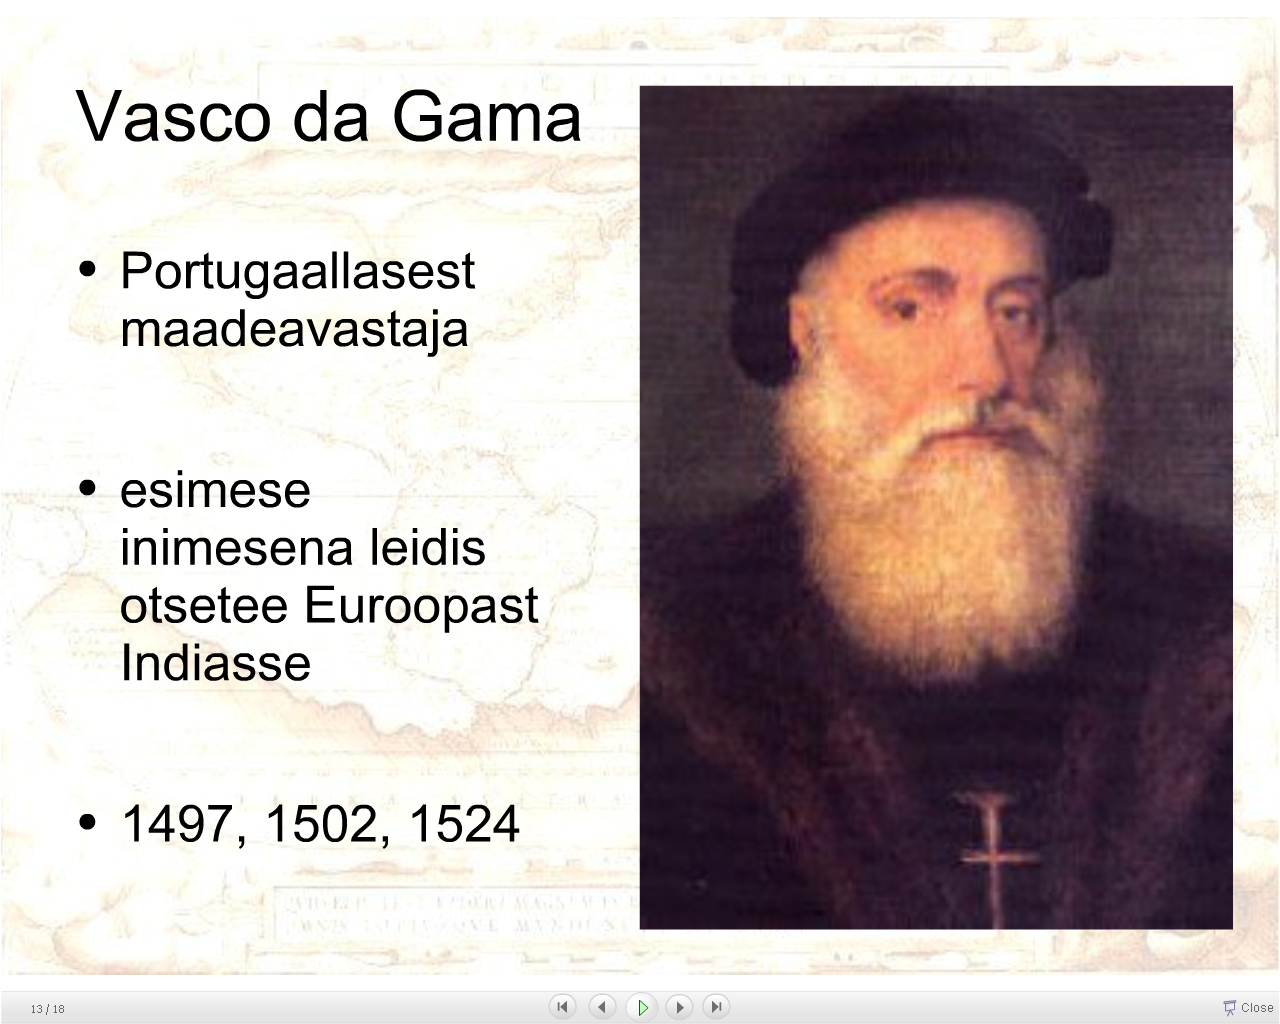 Vasco da Gama
• Portugaallasest
maadeavastaja
• esimese
inimesena leidis
otsetee Euroopast
Indiasse
• 1497, 1502, 1524
13 / 18
Close